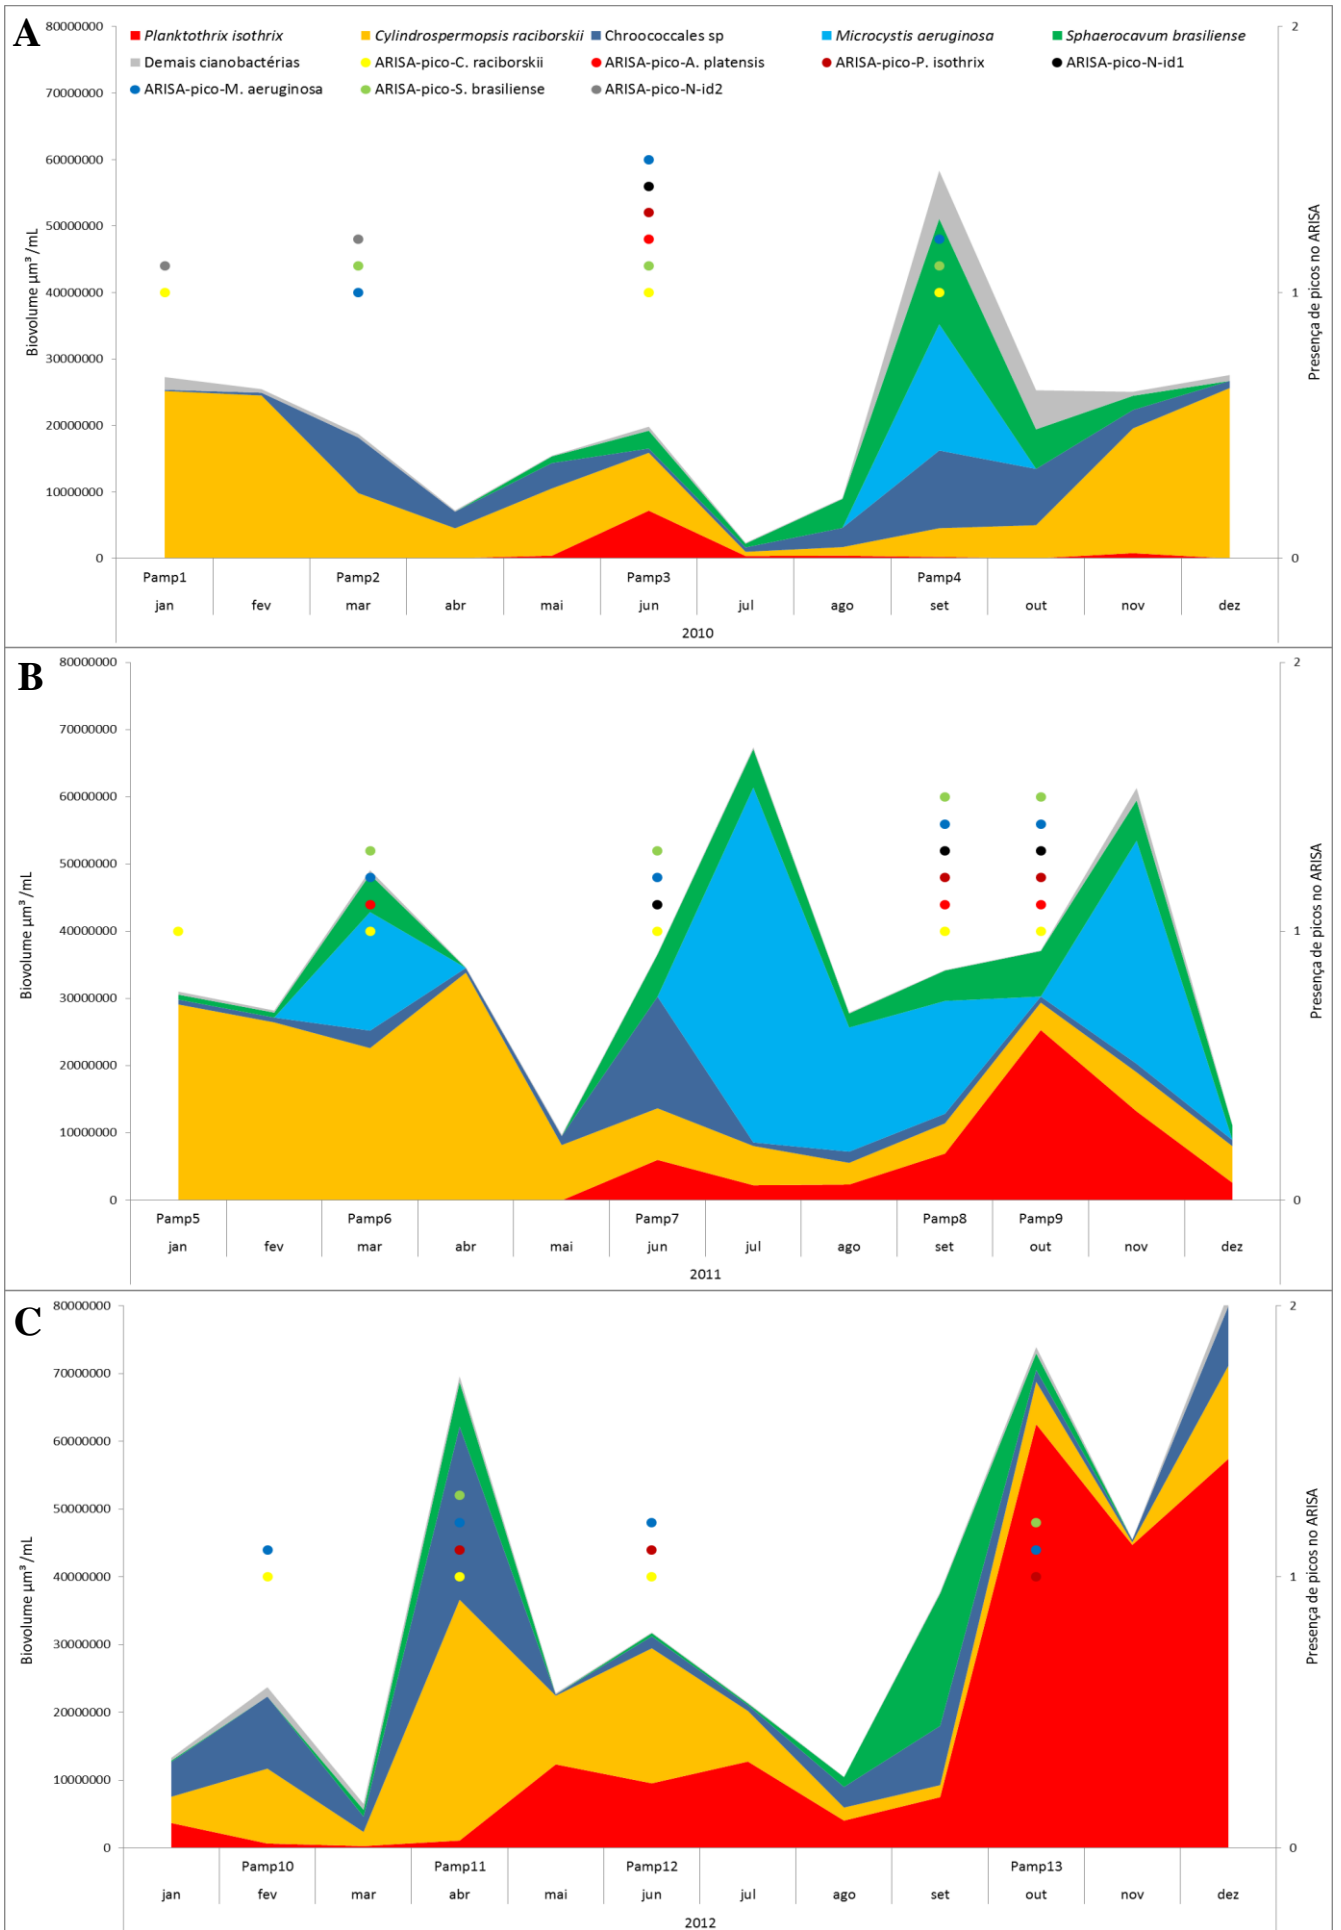 A
Planktothrix isothrix Cylindrospermopsis raciborskii Chroococcales sp Microcystis aeruginosa Sphaerocavum brasiliense
Demais cianobactérias ARISA-pico-C. raciborskii ARISA-pico-A. platensis ARISA-pico-P. isothrix ARISA-pico-N-id1
ARISA-pico-M. aeruginosa ARISA-pico-S. brasiliense ARISA-pico-N-id2
80000000
70000000
60000000
50000000
40000000
30000000
20000000
10000000
0
Biovolume µm³ /mL
2
1
0
Presença de picos no ARISA
Pamp1 Pamp2 Pamp3 Pamp4
jan fev mar abr mai jun jul ago set out nov dez
2010
B
80000000
70000000
60000000
50000000
40000000
30000000
20000000
10000000
0
Biovolume µm³ /mL
2
1
0
Presença de picos no ARISA
Pamp5 Pamp6 Pamp7 Pamp8 Pamp9
jan fev mar abr mai jun jul ago set out nov dez
2011
C
80000000
70000000
60000000
50000000
40000000
30000000
20000000
10000000
0
Biovolume µm³ /mL
2
1
0
Presença de picos no ARISA
Pamp10 Pamp11 Pamp12 Pamp13
jan fev mar abr mai jun jul ago set out nov dez
2012